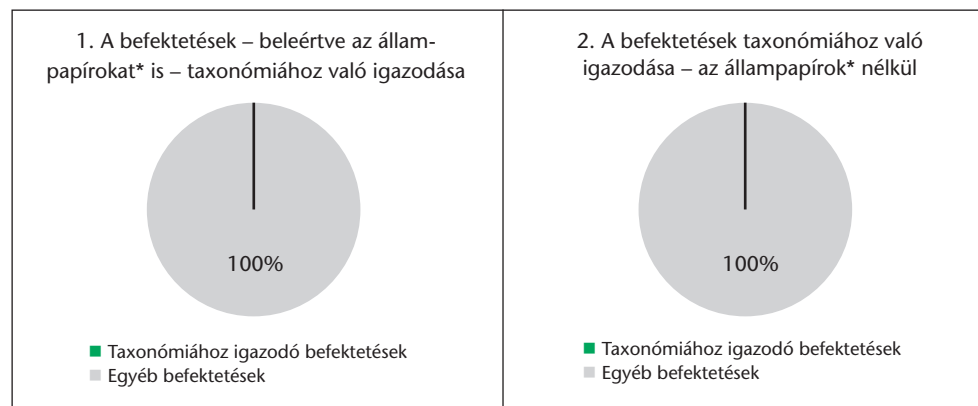 1. A befektetések – beleértve az állam-
papírokat* is – taxonómiához való igazodása
100%
Taxonómiához igazodó befektetések
Egyéb befektetések
2. A befektetések taxonómiához való
igazodása – az állampapírok* nélkül
100%
Taxonómiához igazodó befektetések
Egyéb befektetések